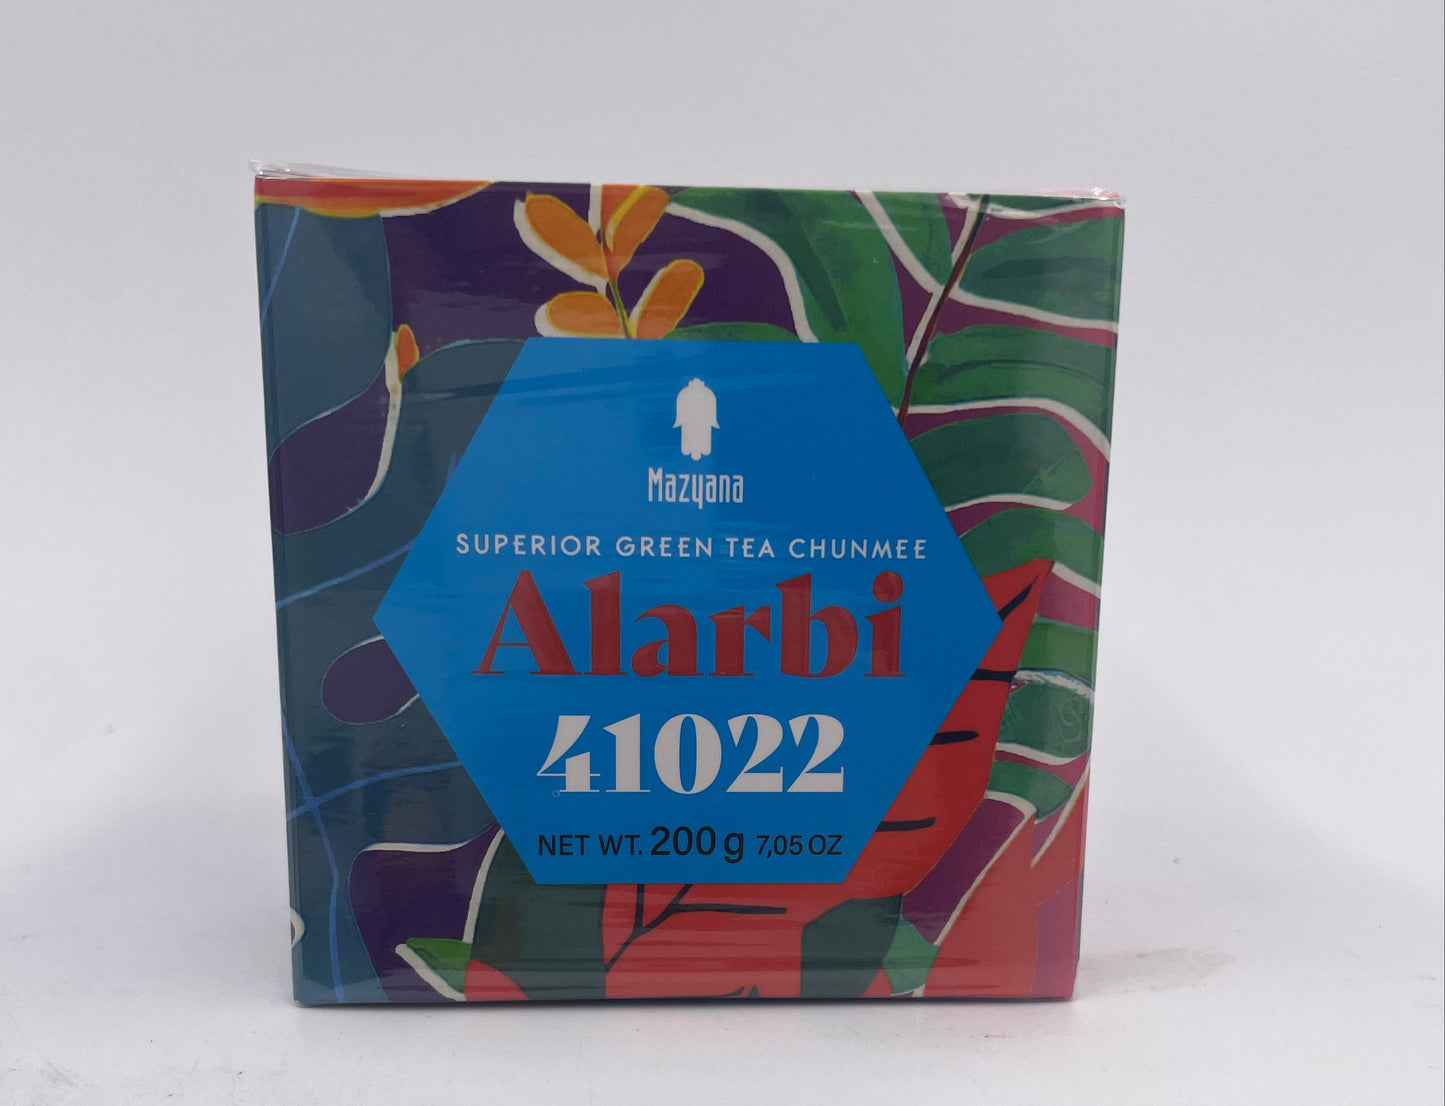 Mazyana
SUPERIOR GREEN TEA CHUNMEE
Alarbi
41022
NET WT. 200 g 7,05 OZ